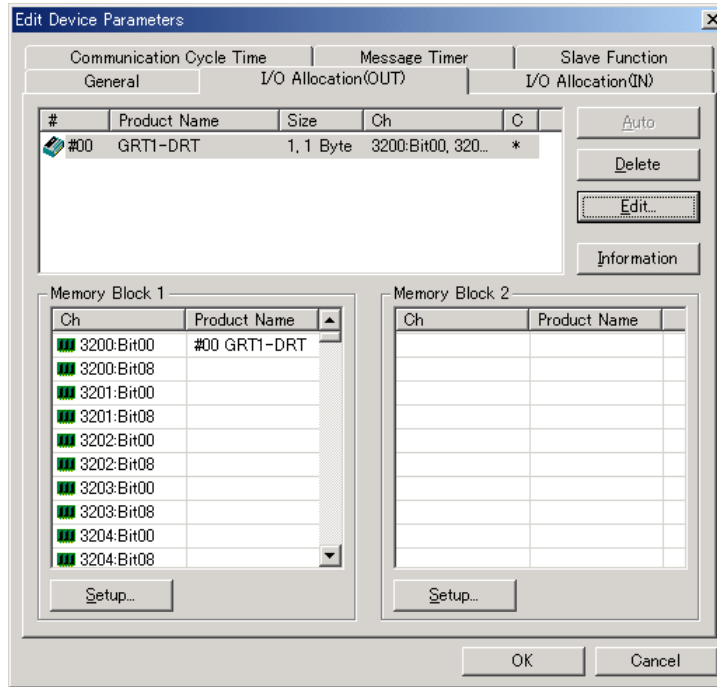 Edit Device Parameters
Communication Cycle Time Message Timer Slave Function
General I/O Allocation(OUT) I/O Allocation(IN)
# Product Name Size Ch C
#00 GRT1-DRT 1, 1 Byte 3200:Bit00, 320... *
Auto
Delete
Edit...
Information
Memory Block 1
Ch Product Name
3200:Bit00 #00 GRT1-DRT
3200:Bit08
3201:Bit00
3201:Bit08
3202:Bit00
3202:Bit08
3203:Bit00
3203:Bit08
3204:Bit00
3204:Bit08
Setup...
Memory Block 2
Ch Product Name
Setup...
OK Cancel